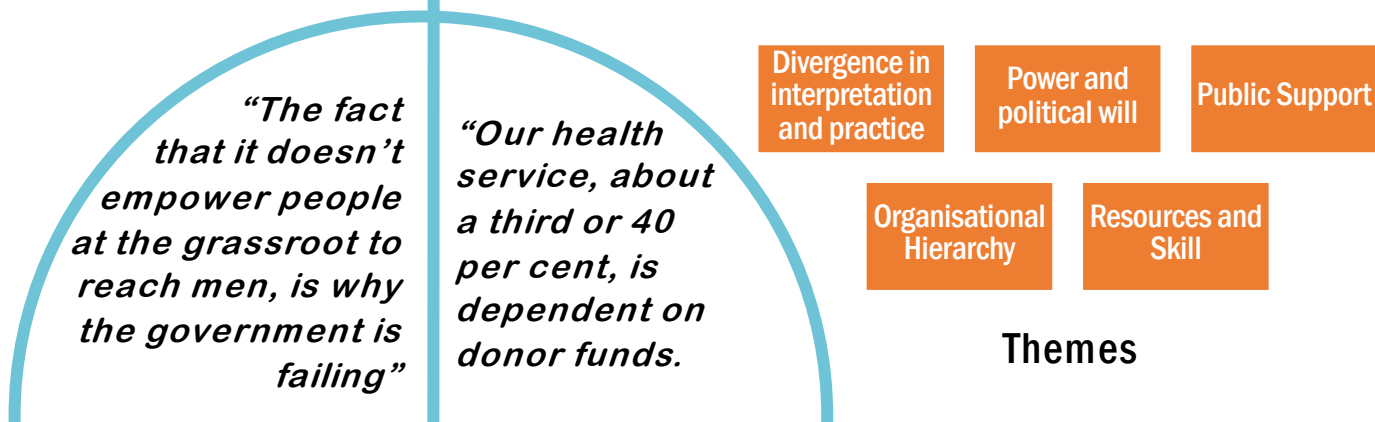 “The fact
that it doesn’t
empower people
at the grassroot to
reach men, is why
the government is
failing”
“Our health
service, about
a third or 40
per cent, is
dependent on
donor funds.
Divergence in
interpretation
and practice
Power and
political will
Public Support
Organisational
Hierarchy
Resources and
Skill
Themes